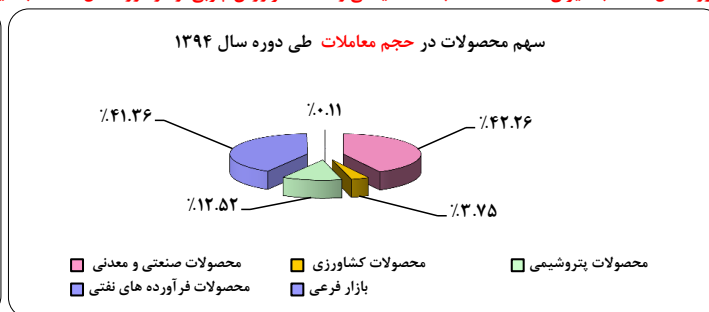 سهم محصولات در حجم معاملات طی دوره سال ۱۳۹۴
٪۴۱.۳۶
٪۰.۱۱
٪۴۲.۲۶
٪۱۲.۵۲
٪۳.۷۵
محصولات صنعتی و معدنی
محصولات کشاورزی
محصولات پتروشیمی
محصولات فرآورده های نفتی
بازار فرعی